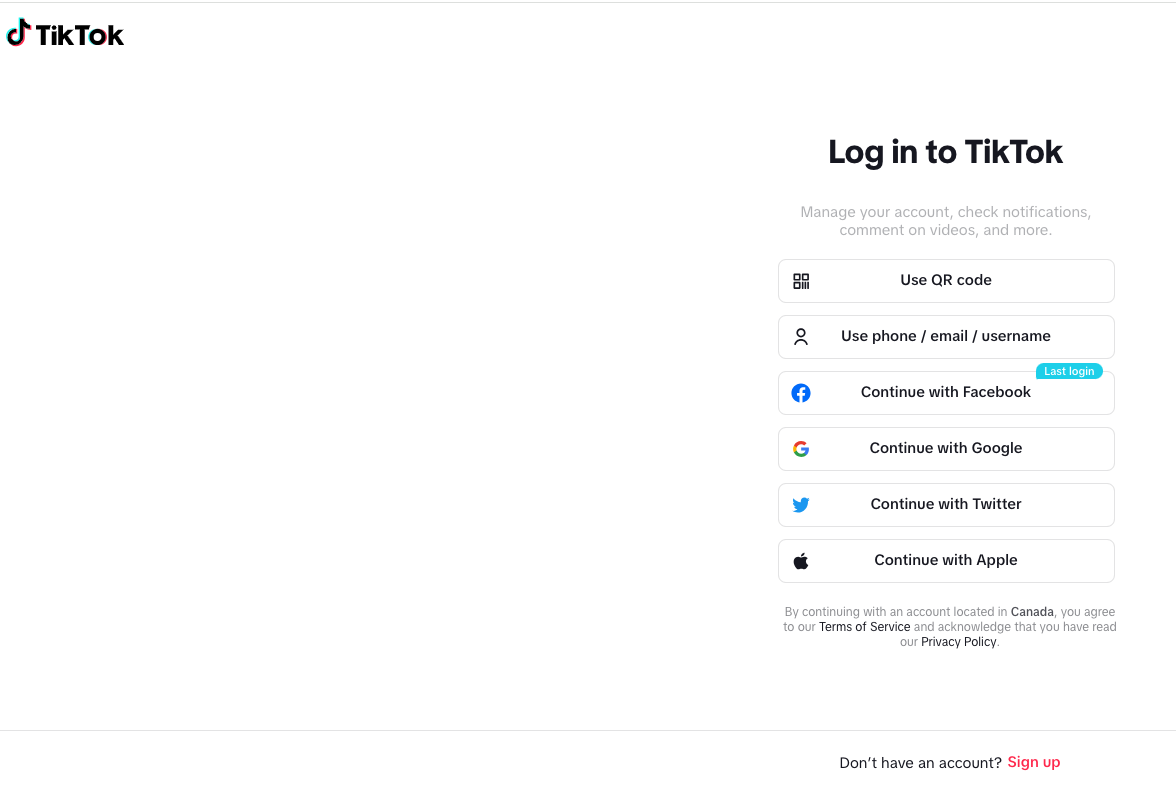 TikTok
Log in to TikTok
Manage your account, check notifications,
comment on videos, and more.
Use QR code
Use phone / email / username
Last login
Continue with Facebook
Continue with Google
Continue with Twitter
Continue with Apple
By continuing with an account located in Canada, you agree
to our Terms of Service and acknowledge that you have read
our Privacy Policy.
Don’t have an account? Sign up